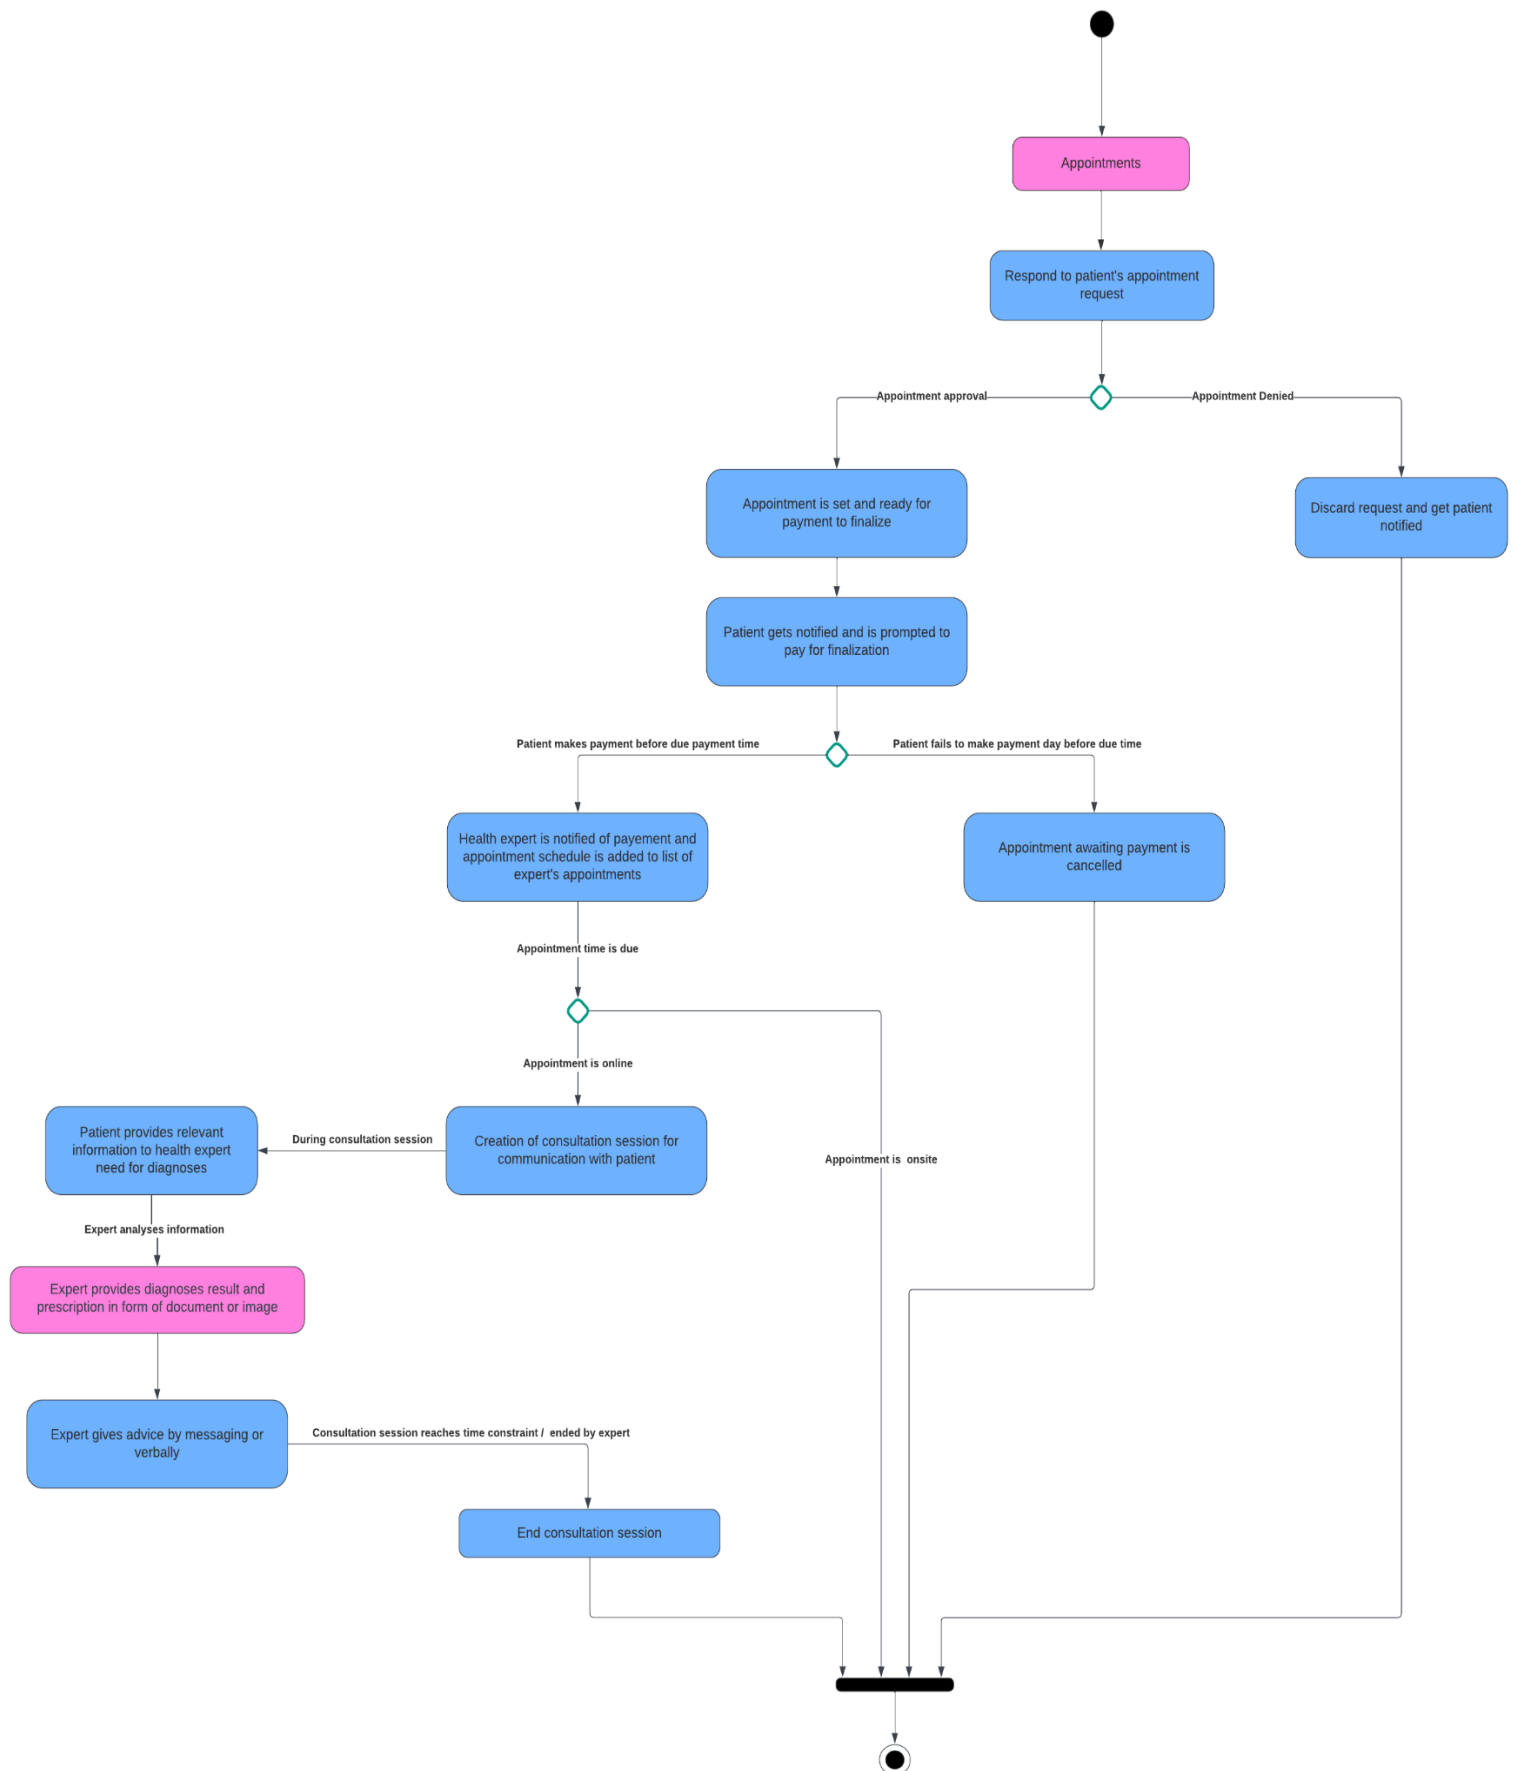 Appointments
Respond to patient's appointment
request
Appointment approval
Appointment Denied
Appointment is set and ready for
payment to finalize
Discard request and get patient
notified
Patient gets notified and is prompted to
pay for finalization
Patient makes payment before due payment time
Patient fails to make payment day before due time
Health expert is notified of payement and
appointment schedule is added to list of
expert's appointments
Appointment awaiting payment is
cancelled
Appointment time is due
Appointment is online
Creation of consultation session for
communication with patient
During consultation session
Patient provides relevant
information to health expert
need for diagnoses
Appointment is  onsite
Expert analyses information
Expert provides diagnoses result and
prescription in form of document or image
Expert gives advice by messaging or
verbally
Consultation session reaches time constraint /  ended by expert
End consultation session